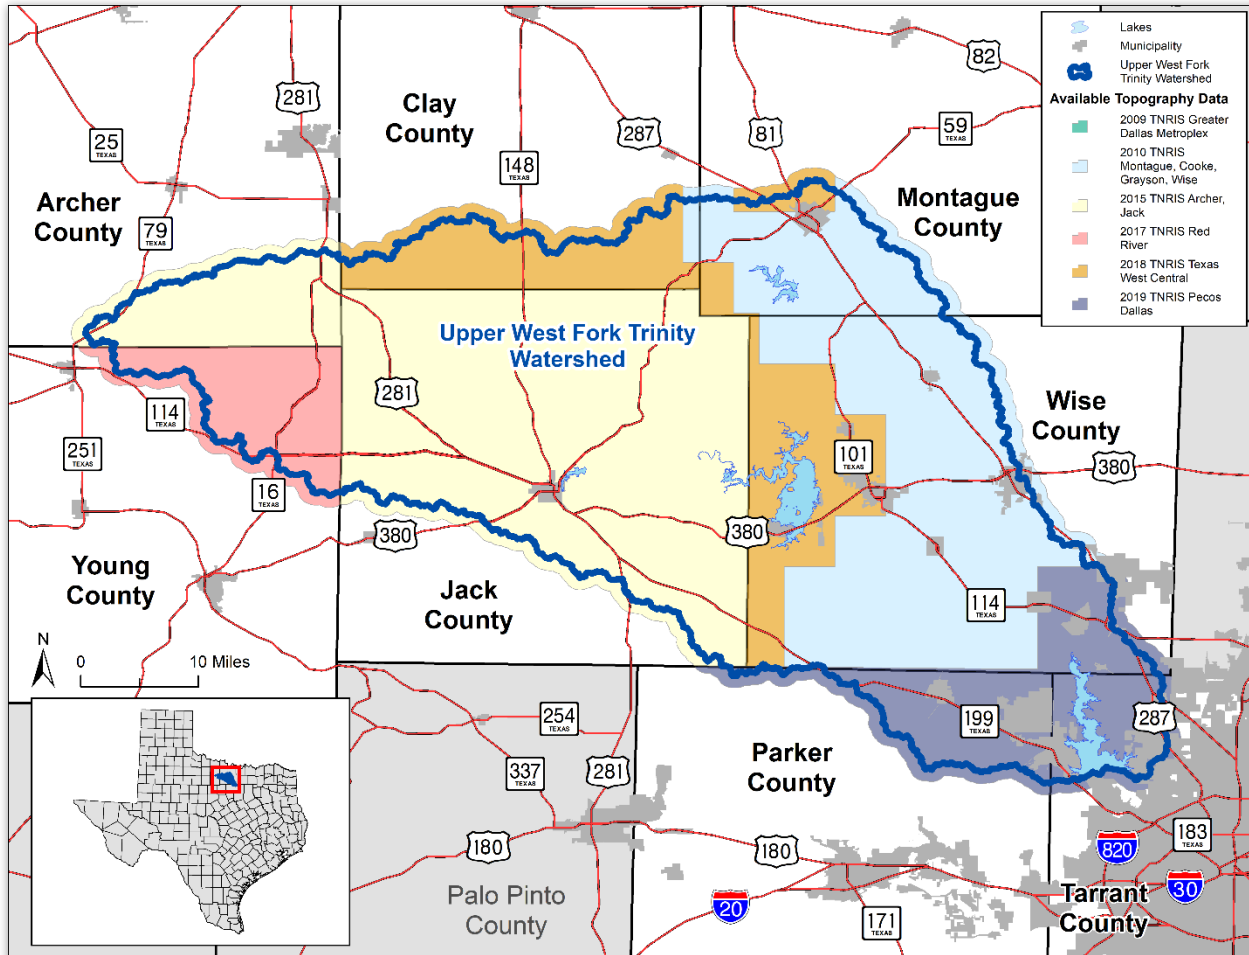 Lakes
Municipality
Upper West Fork
Trinity Watershed
Available Topography Data
2009 TNRIS Greater
Dallas Metroplex
2010 TNRIS
Montague, Cooke,
Grayson, Wise
2015 TNRIS Archer,
Jack
2017 TNRIS Red
River
2018 TNRIS Texas
West Central
2019 TNRIS Pecos
Dallas
82
281
Clay
County
287
81
59
TEXAS
25
TEXAS
148
TEXAS
Archer
County
79
TEXAS
Montague
County
Upper West Fork Trinity
Watershed
281
114
TEXAS
Wise
County
251
TEXAS
101
TEXAS
380
16
TEXAS
380
380
Young
County
Jack
County
114
TEXAS
N
0
10 Miles
254
TEXAS
199
TEXAS
287
337
TEXAS
281
Parker
County
180
180
183
TEXAS
820
Palo Pinto
County
20
171
TEXAS
Tarrant
County
30